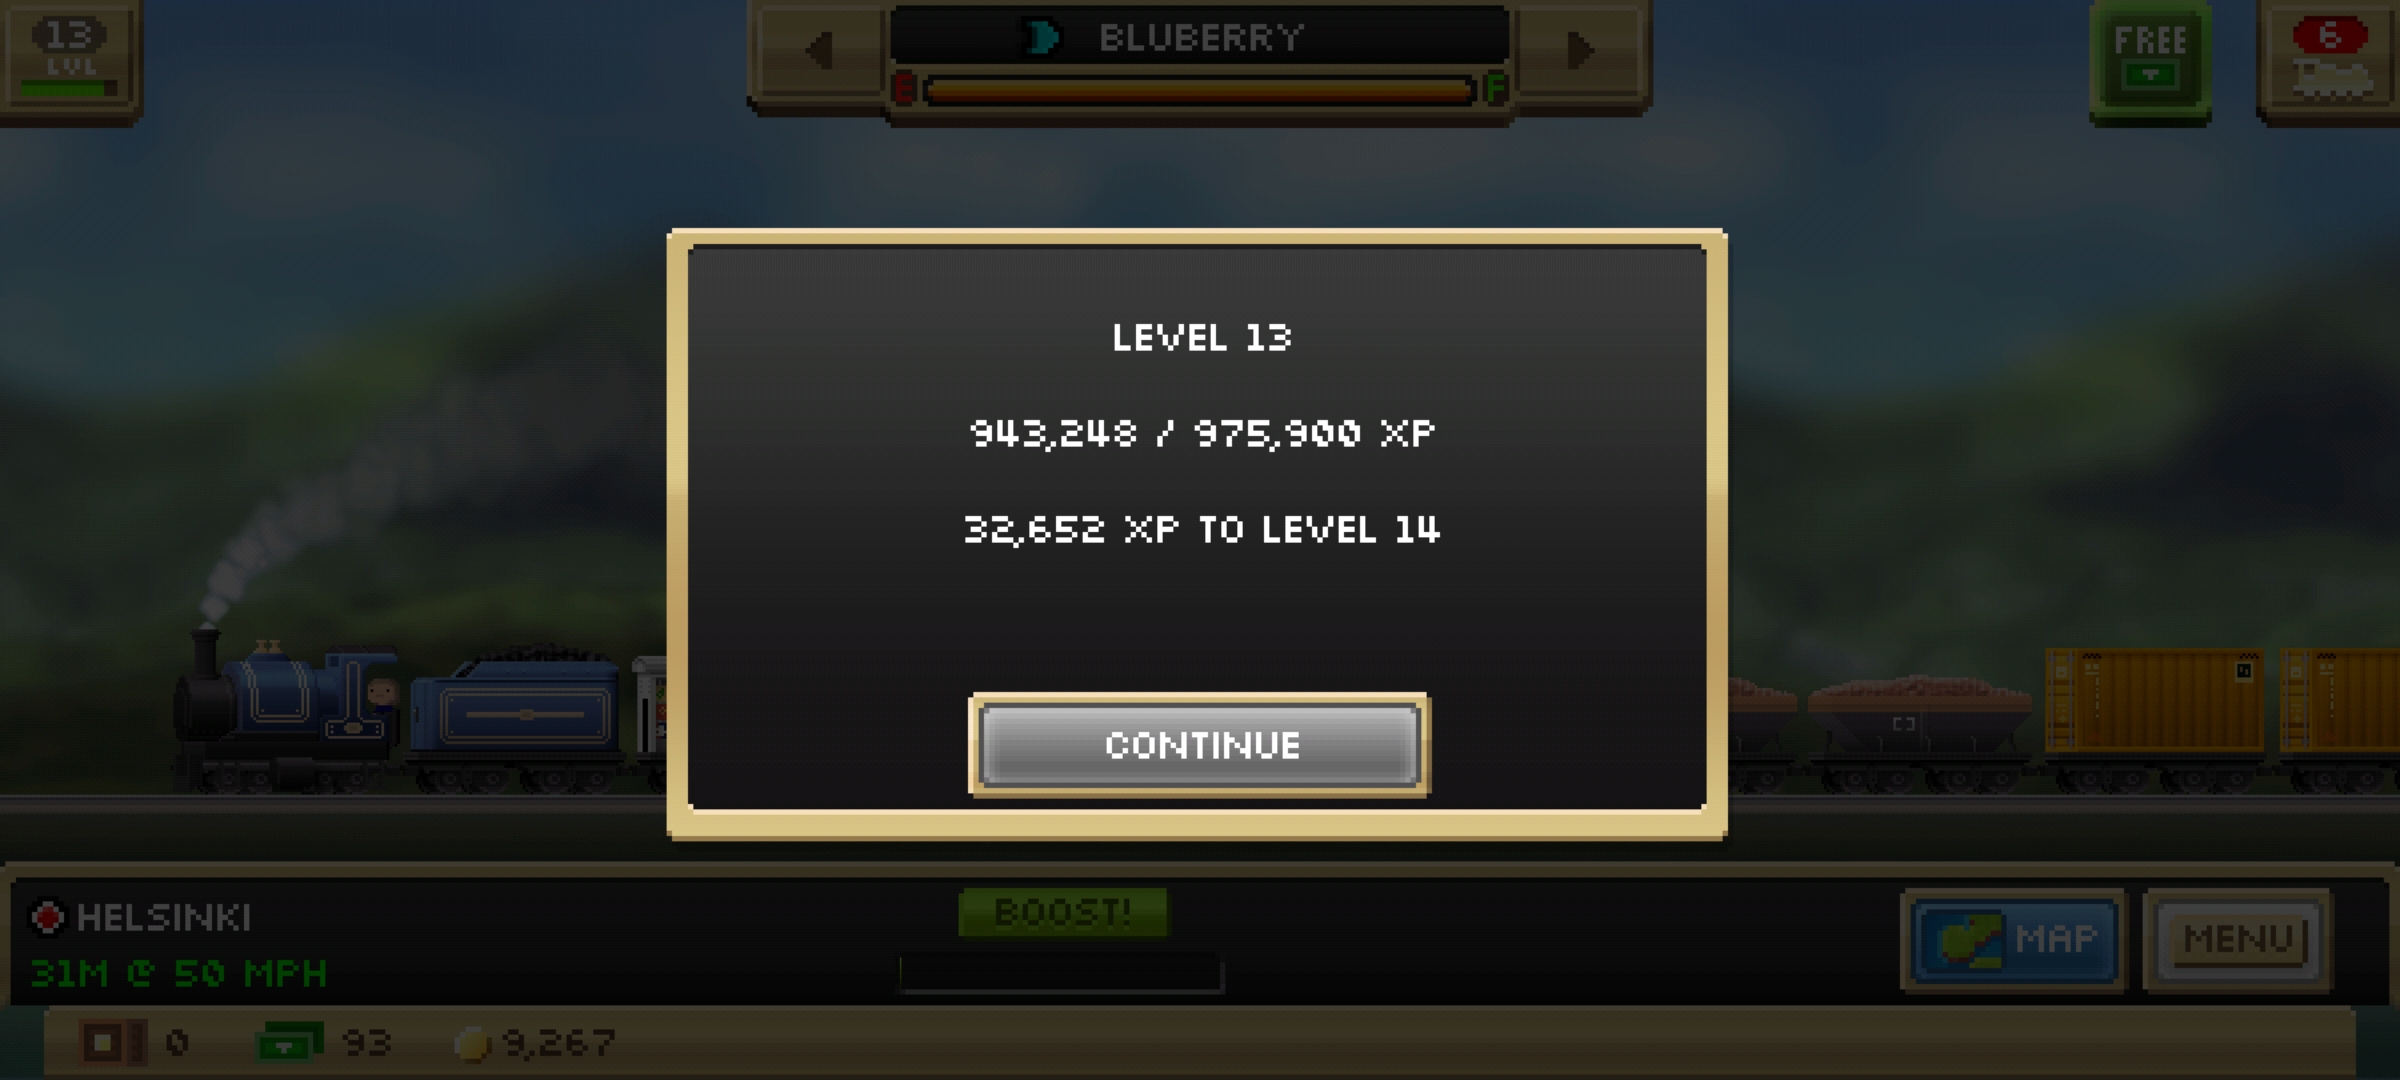 13
LVL
BLUBERRY
E
F
FREE
6
LEVEL 13
943,248 / 975,900 XP
32,652 XP TO LEVEL 14
CONTINUE
HELSINKI
31M @ 50 MPH
BOOST!
MAP
MENU
0
93
9,267